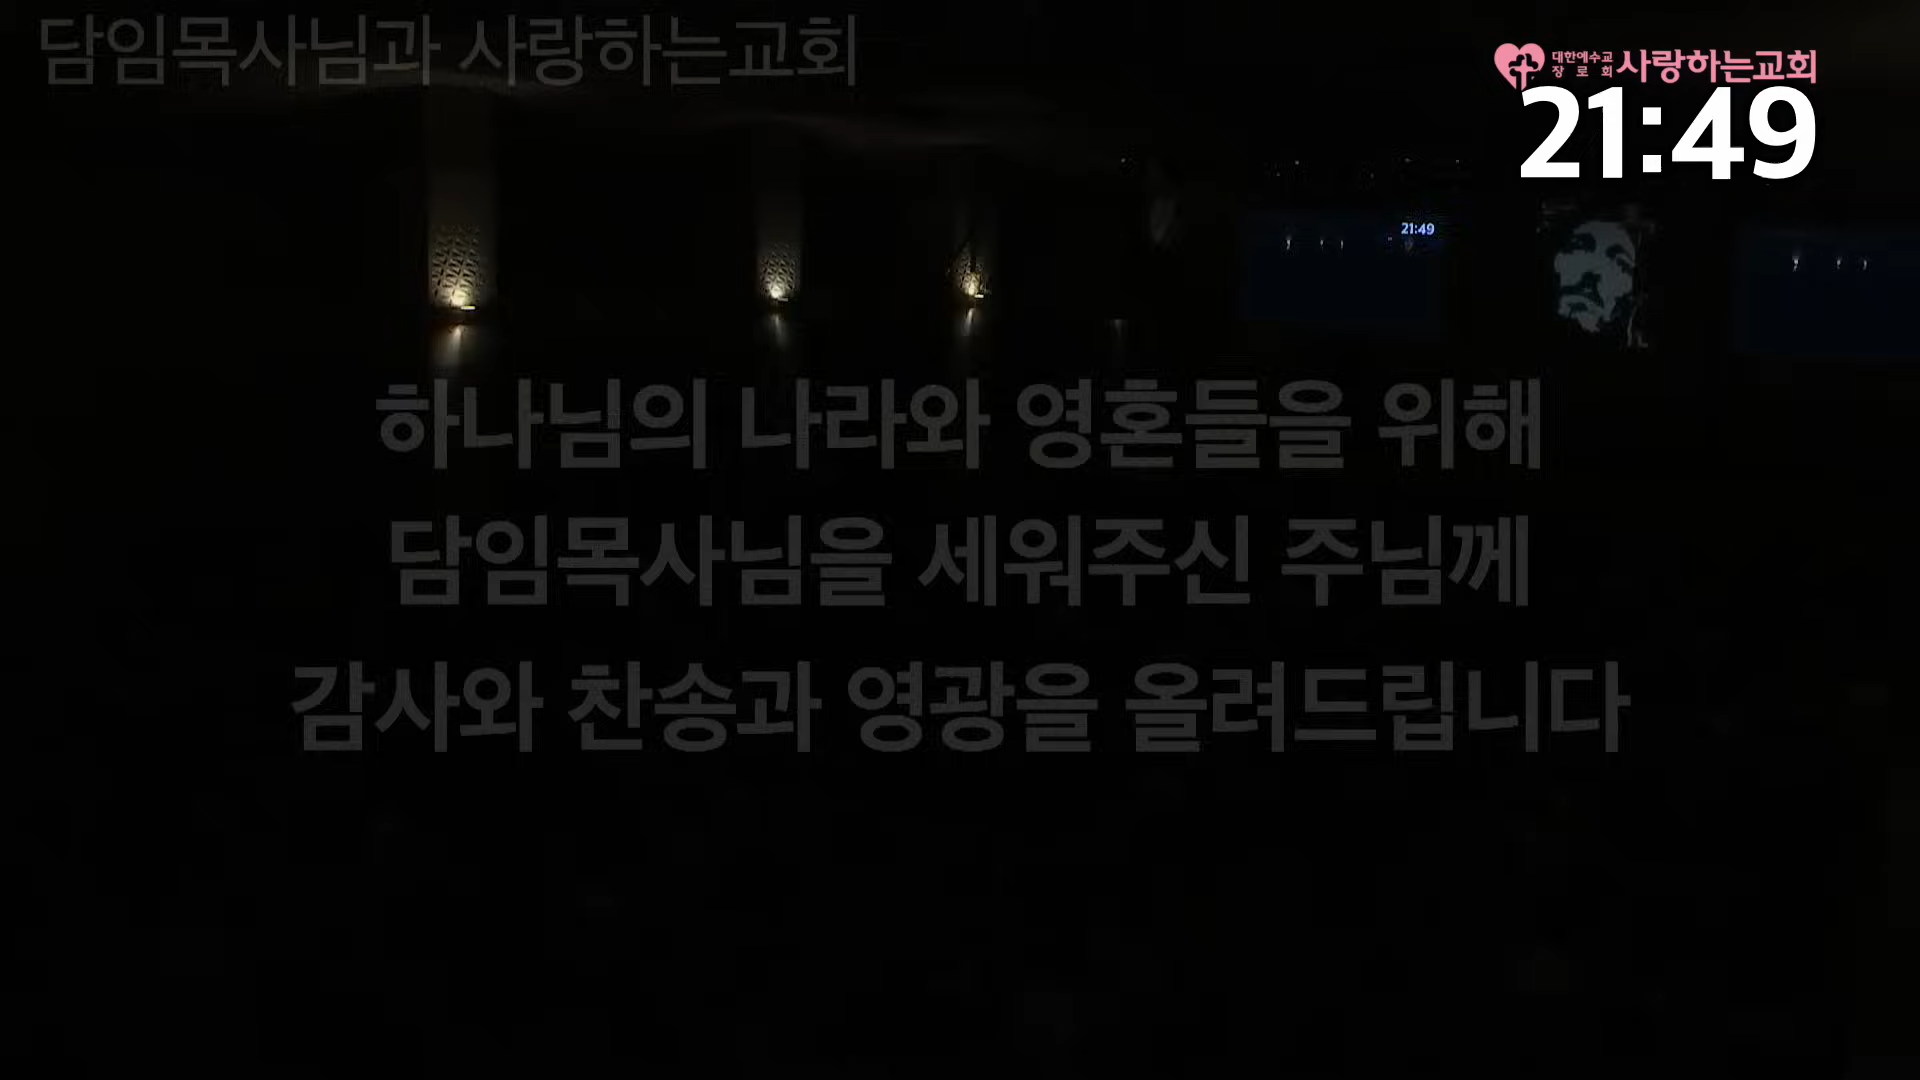 담임목사님과 사랑하는교회
대한예수교
장로회
사랑하는교회
21:49
21:49
하나님의 나라와 영혼들을 위해
담임목사님을 세워주신 주님께
감사와 찬송과 영광을 올려드립니다